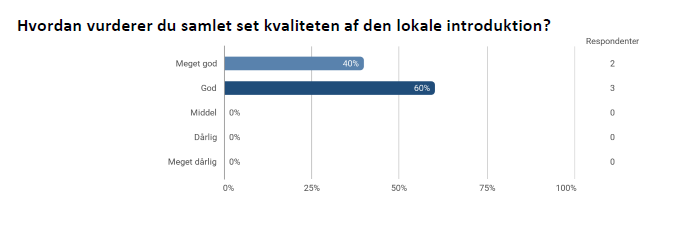 Hvordan vurderer du samlet set kvaliteten af den lokale introduktion?
Respondenter
Meget god 40% 2
God 60% 3
Middel 0% 0
Dårlig 0% 0
Meget dårlig 0% 0
0% 25% 50% 75% 100%